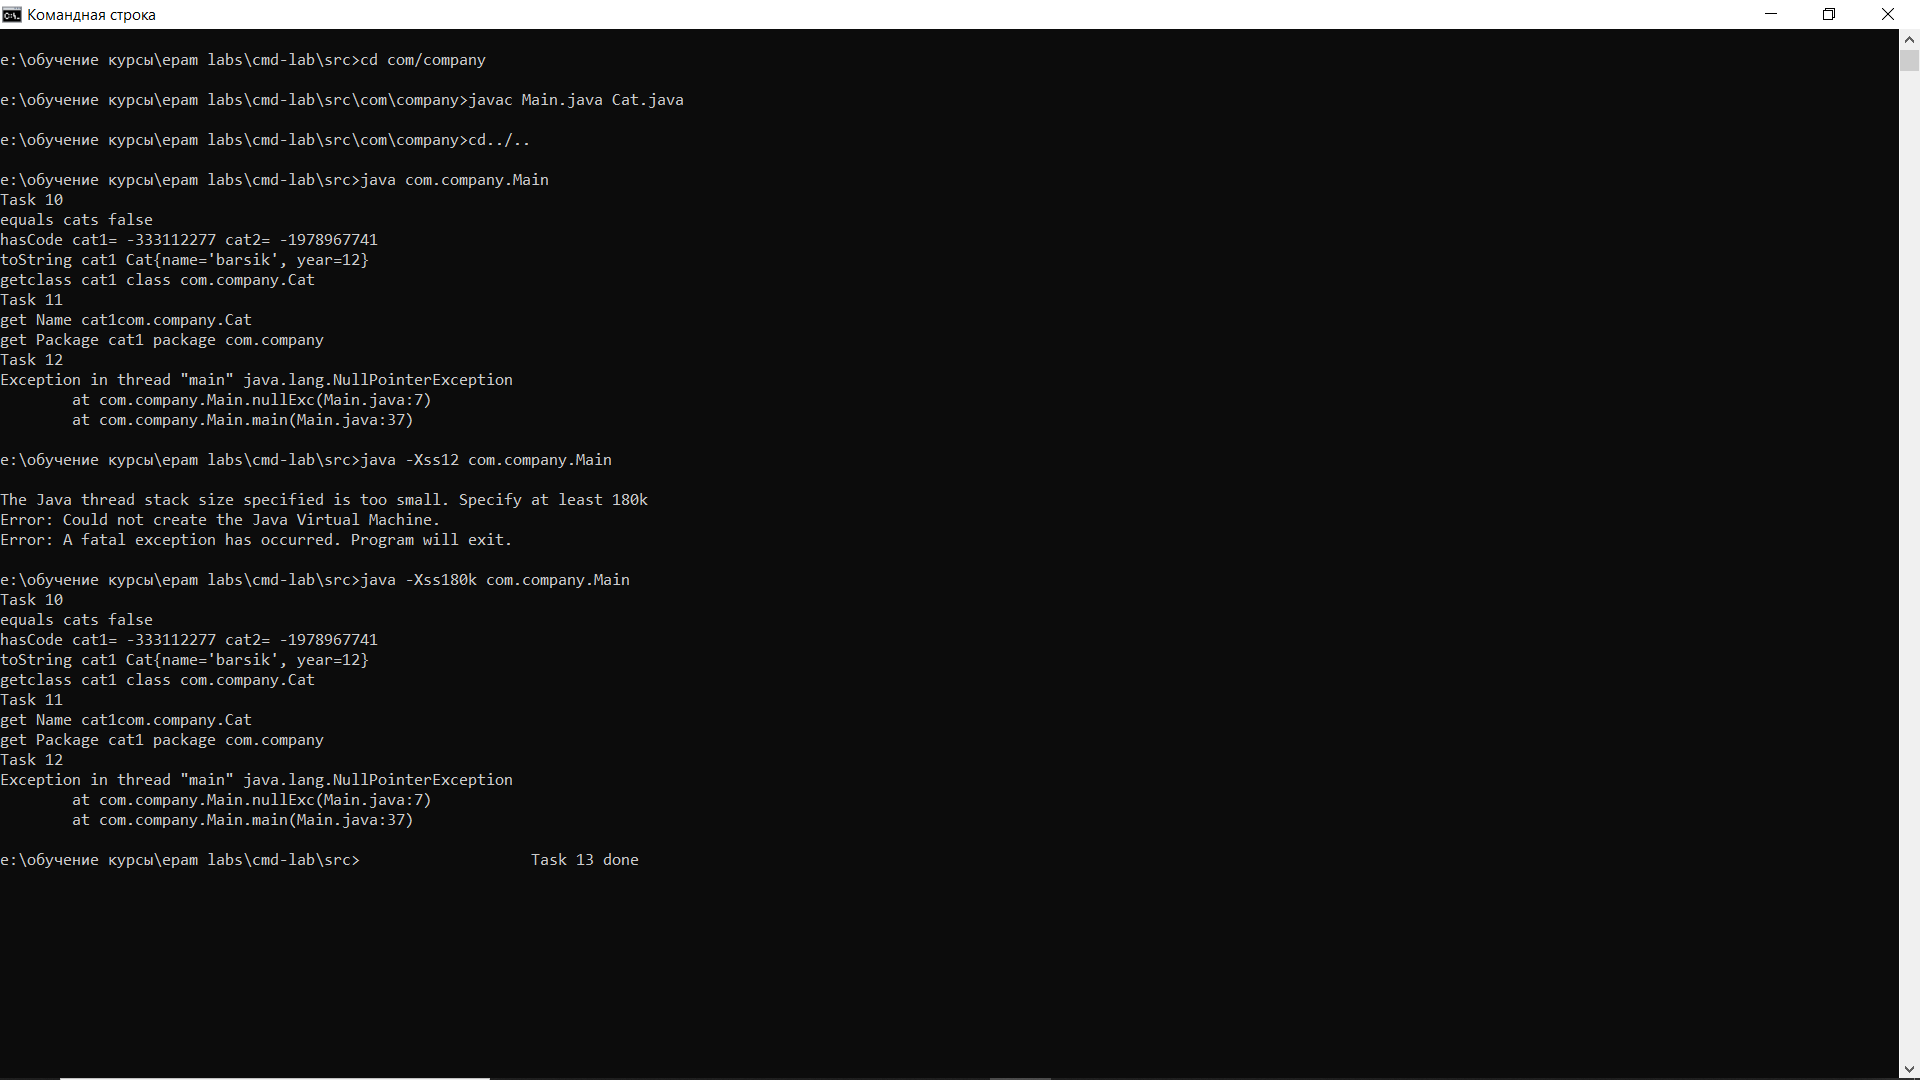 Командная строка
e:\обучение курсы\epam labs\cmd-lab\src>cd com/company
e:\обучение курсы\epam labs\cmd-lab\src\com\company>javac Main.java Cat.java
e:\обучение курсы\epam labs\cmd-lab\src\com\company>cd../..
e:\обучение курсы\epam labs\cmd-lab\src>java com.company.Main
Task 10
equals cats false
hasCode cat1= -333112277 cat2= -1978967741
toString cat1 Cat{name='barsik', year=12}
getclass cat1 class com.company.Cat
Task 11
get Name cat1com.company.Cat
get Package cat1 package com.company
Task 12
Exception in thread "main" java.lang.NullPointerException
        at com.company.Main.nullExc(Main.java:7)
        at com.company.Main.main(Main.java:37)
e:\обучение курсы\epam labs\cmd-lab\src>java -Xss12 com.company.Main
The Java thread stack size specified is too small. Specify at least 180k
Error: Could not create the Java Virtual Machine.
Error: A fatal exception has occurred. Program will exit.
e:\обучение курсы\epam labs\cmd-lab\src>java -Xss180k com.company.Main
Task 10
equals cats false
hasCode cat1= -333112277 cat2= -1978967741
toString cat1 Cat{name='barsik', year=12}
getclass cat1 class com.company.Cat
Task 11
get Name cat1com.company.Cat
get Package cat1 package com.company
Task 12
Exception in thread "main" java.lang.NullPointerException
        at com.company.Main.nullExc(Main.java:7)
        at com.company.Main.main(Main.java:37)
e:\обучение курсы\epam labs\cmd-lab\src>                   Task 13 done